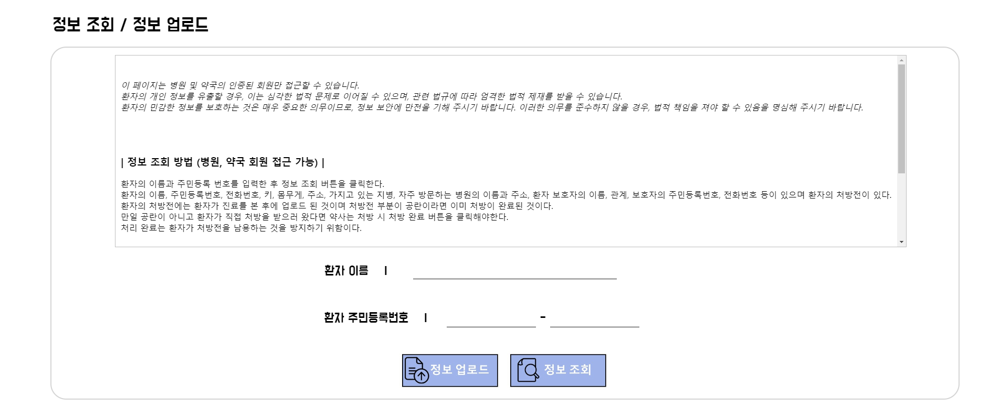 정보 조회 / 정보 업로드
이 페이지는 병원 및 약국의 인증된 회원만 접근할 수 있습니다.
환자의 개인 정보를 유출할 경우, 이는 심각한 법적 문제로 이어질 수 있으며, 관련 법규에 따라 엄격한 법적 제재를 받을 수 있습니다.
환자의 민감한 정보를 보호하는 것은 매우 중요한 의무이므로, 정보 보안에 만전을 기해 주시기 바랍니다. 이러한 의무를 준수하지 않을 경우, 법적 책임을 져야 할 수 있음을 명심해 주시기 바랍니다.
| 정보 조회 방법 (병원, 약국 회원 접근 가능) |
환자의 이름과 주민등록 번호를 입력한 후 정보 조회 버튼을 클릭한다.
환자의 이름, 주민등록번호, 전화번호, 키, 몸무게, 주소, 가지고 있는 지병, 자주 방문하는 병원의 이름과 주소, 환자 보호자의 이름, 관계, 보호자의 주민등록번호, 전화번호 등이 있으며 환자의 처방전이 있다.
환자의 처방전에는 환자가 진료를 본 후에 업로드 된 것이며 처방전 부분이 공란이라면 이미 처방이 완료된 것이다.
만일 공란이 아니고 환자가 직접 처방을 받으러 왔다면 약사는 처방 시 처방 완료 버튼을 클릭해야한다.
처리 완료는 환자가 처방전을 남용하는 것을 방지하기 위함이다.
환자 이름 |
환자 주민등록번호 | -
정보 업로드 정보 조회